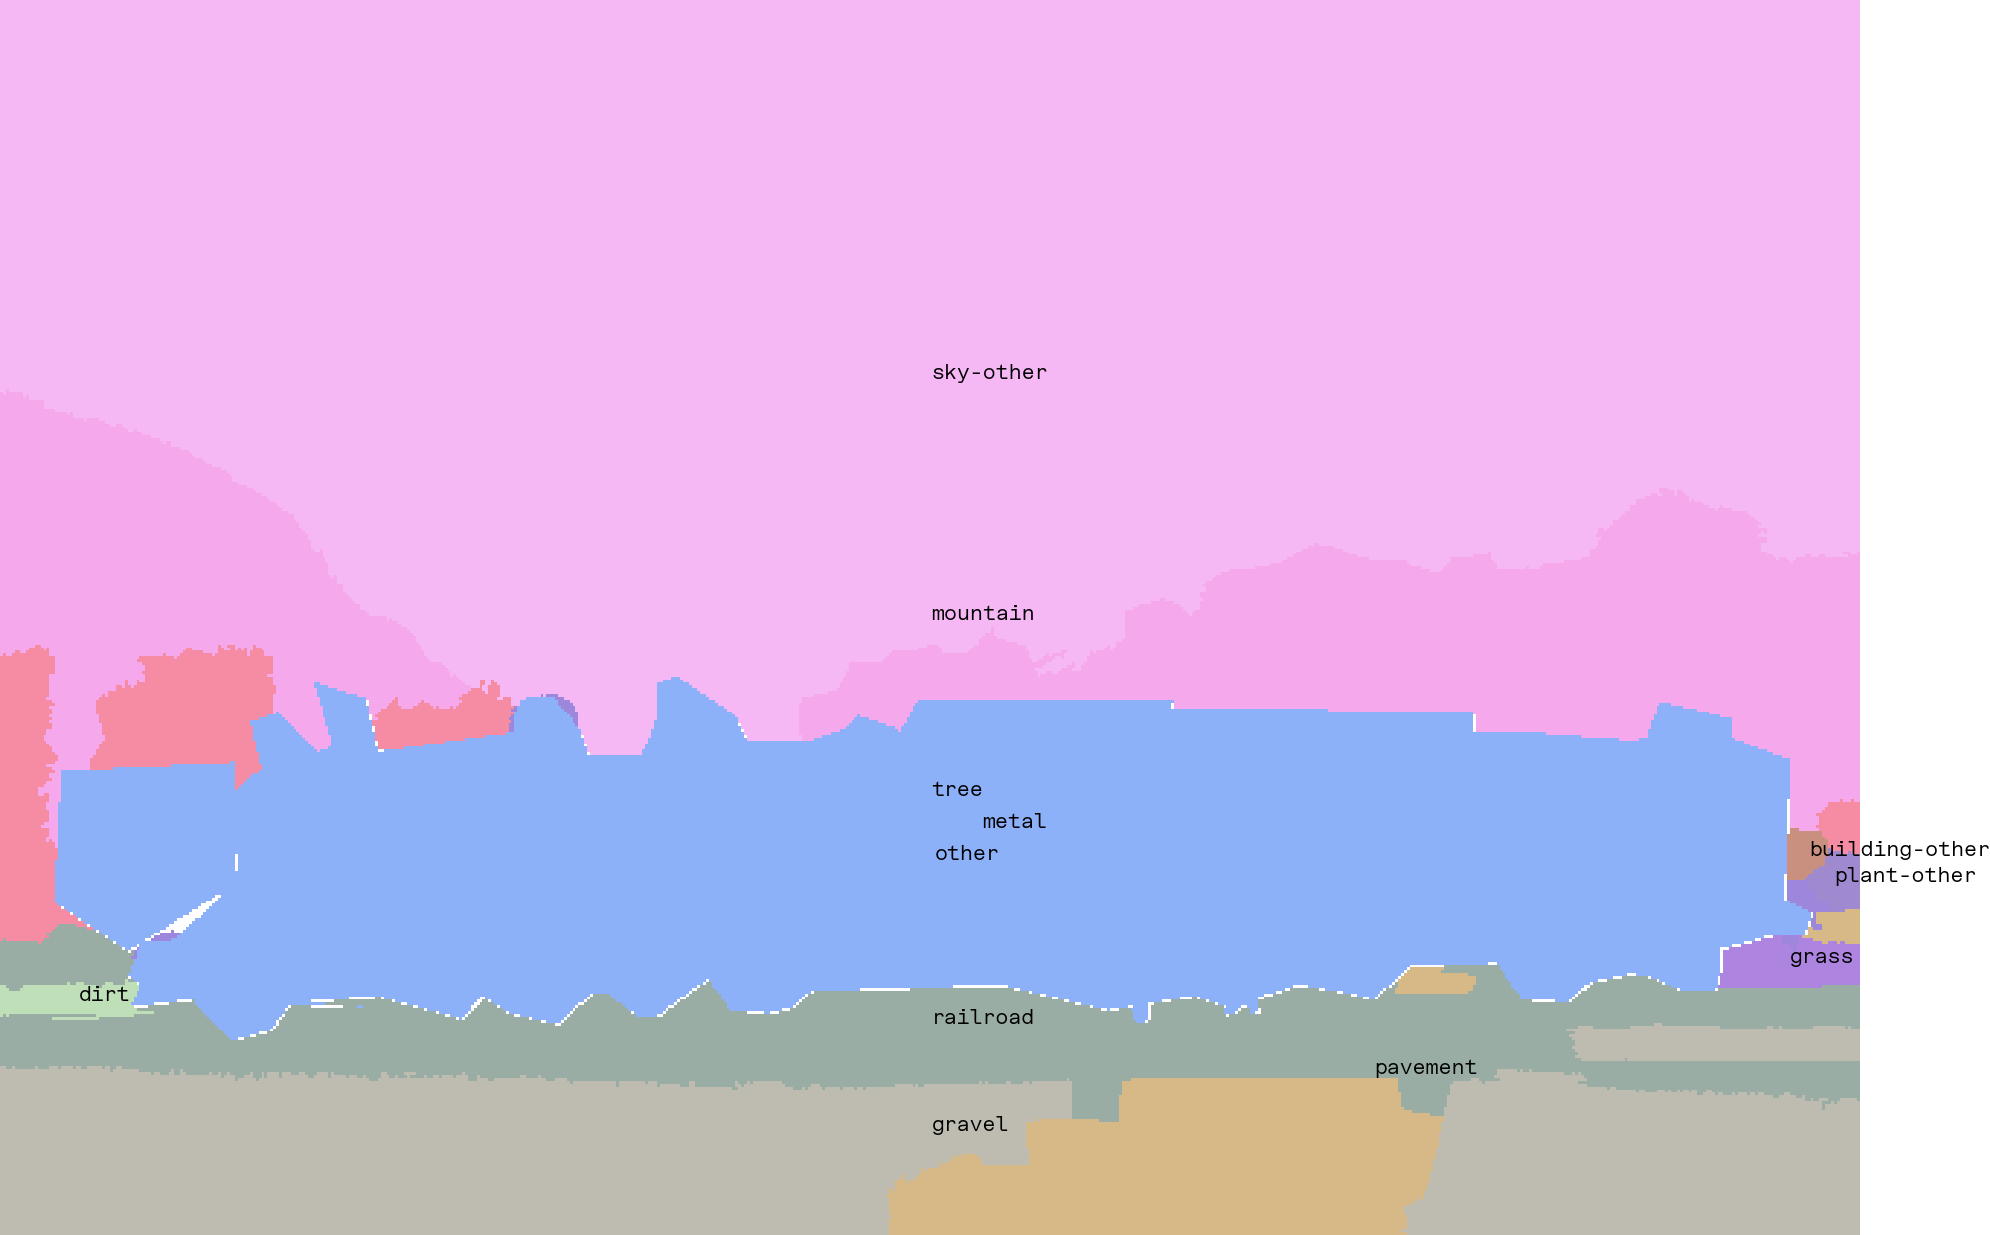 sky-other
mountain
tree
metal
other
building-other
plant-other
grass
dirt
railroad
pavement
gravel